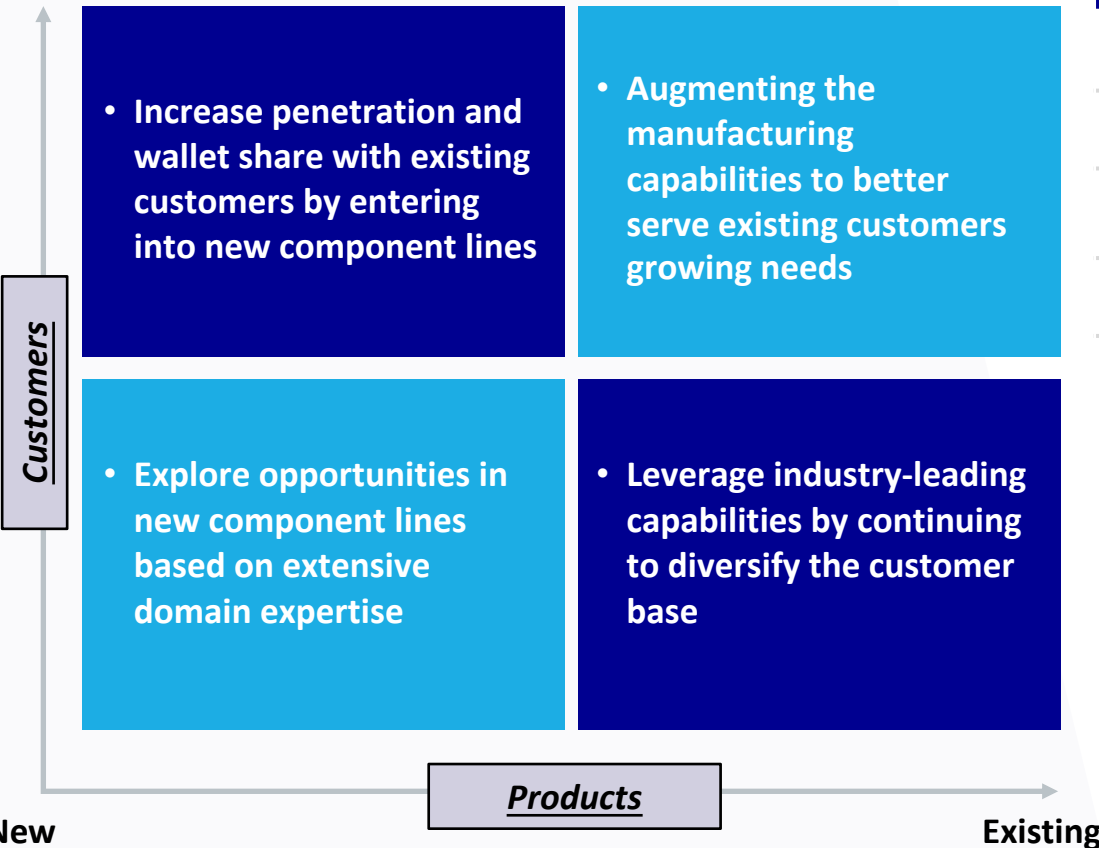 • Increase penetration and
wallet share with existing
customers by entering
into new component lines
• Augmenting the
manufacturing
capabilities to better
serve existing customers
growing needs
Customers
• Explore opportunities in
new component lines
based on extensive
domain expertise
• Leverage industry-leading
capabilities by continuing
to diversify the customer
base
Products
New
Existing